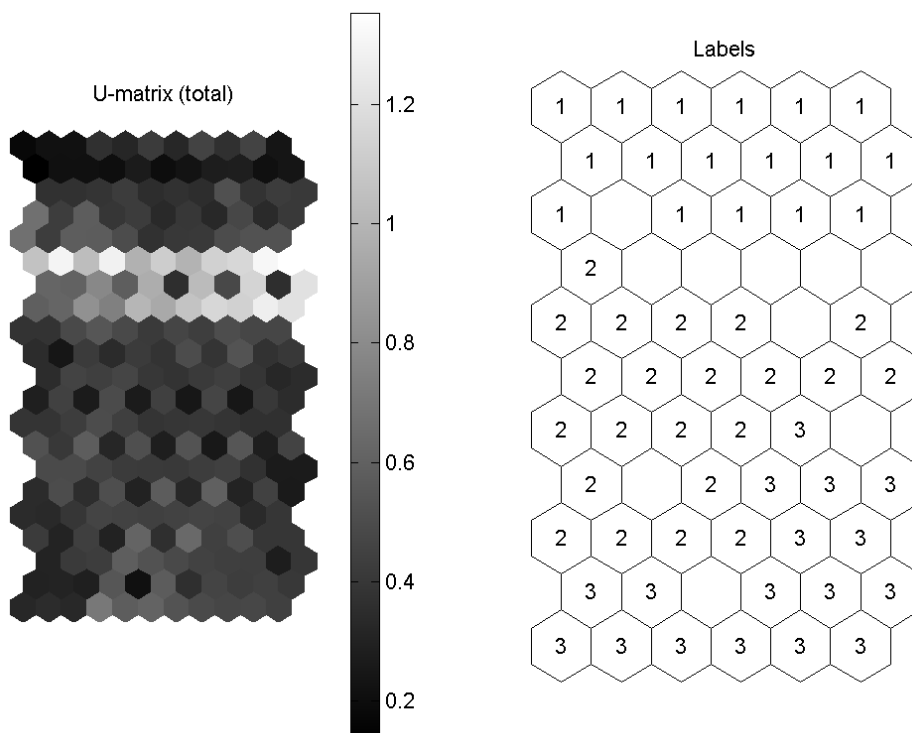 U-matrix (total)
1.2
1
0.8
0.6
0.4
0.2
Labels
1 1 1 1 1 1
1 1 1 1 1 1
1 1 1 1 1
2
2 2 2 2 2
2 2 2 2 2 2
2 2 2 2 3
2 2 3 3 3
2 2 2 2 3 3
3 3 3 3 3
3 3 3 3 3 3